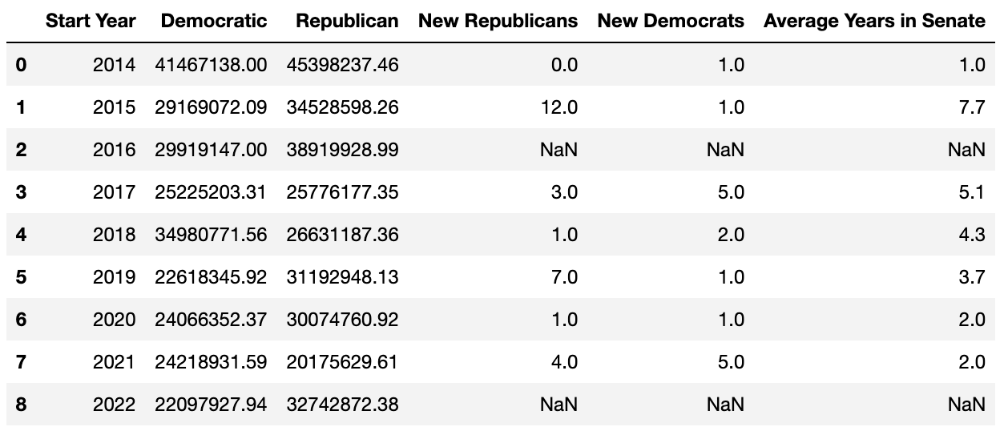 Start Year Democratic Republican New Republicans New Democrats Average Years in Senate
0 2014 41467138.00 45398237.46 0.0 1.0 1.0
1 2015 29169072.09 34528598.26 12.0 1.0 7.7
2 2016 29919147.00 38919928.99 NaN NaN NaN
3 2017 25225203.31 25776177.35 3.0 5.0 5.1
4 2018 34980771.56 26631187.36 1.0 2.0 4.3
5 2019 22618345.92 31192948.13 7.0 1.0 3.7
6 2020 24066352.37 30074760.92 1.0 1.0 2.0
7 2021 24218931.59 20175629.61 4.0 5.0 2.0
8 2022 22097927.94 32742872.38 NaN NaN NaN